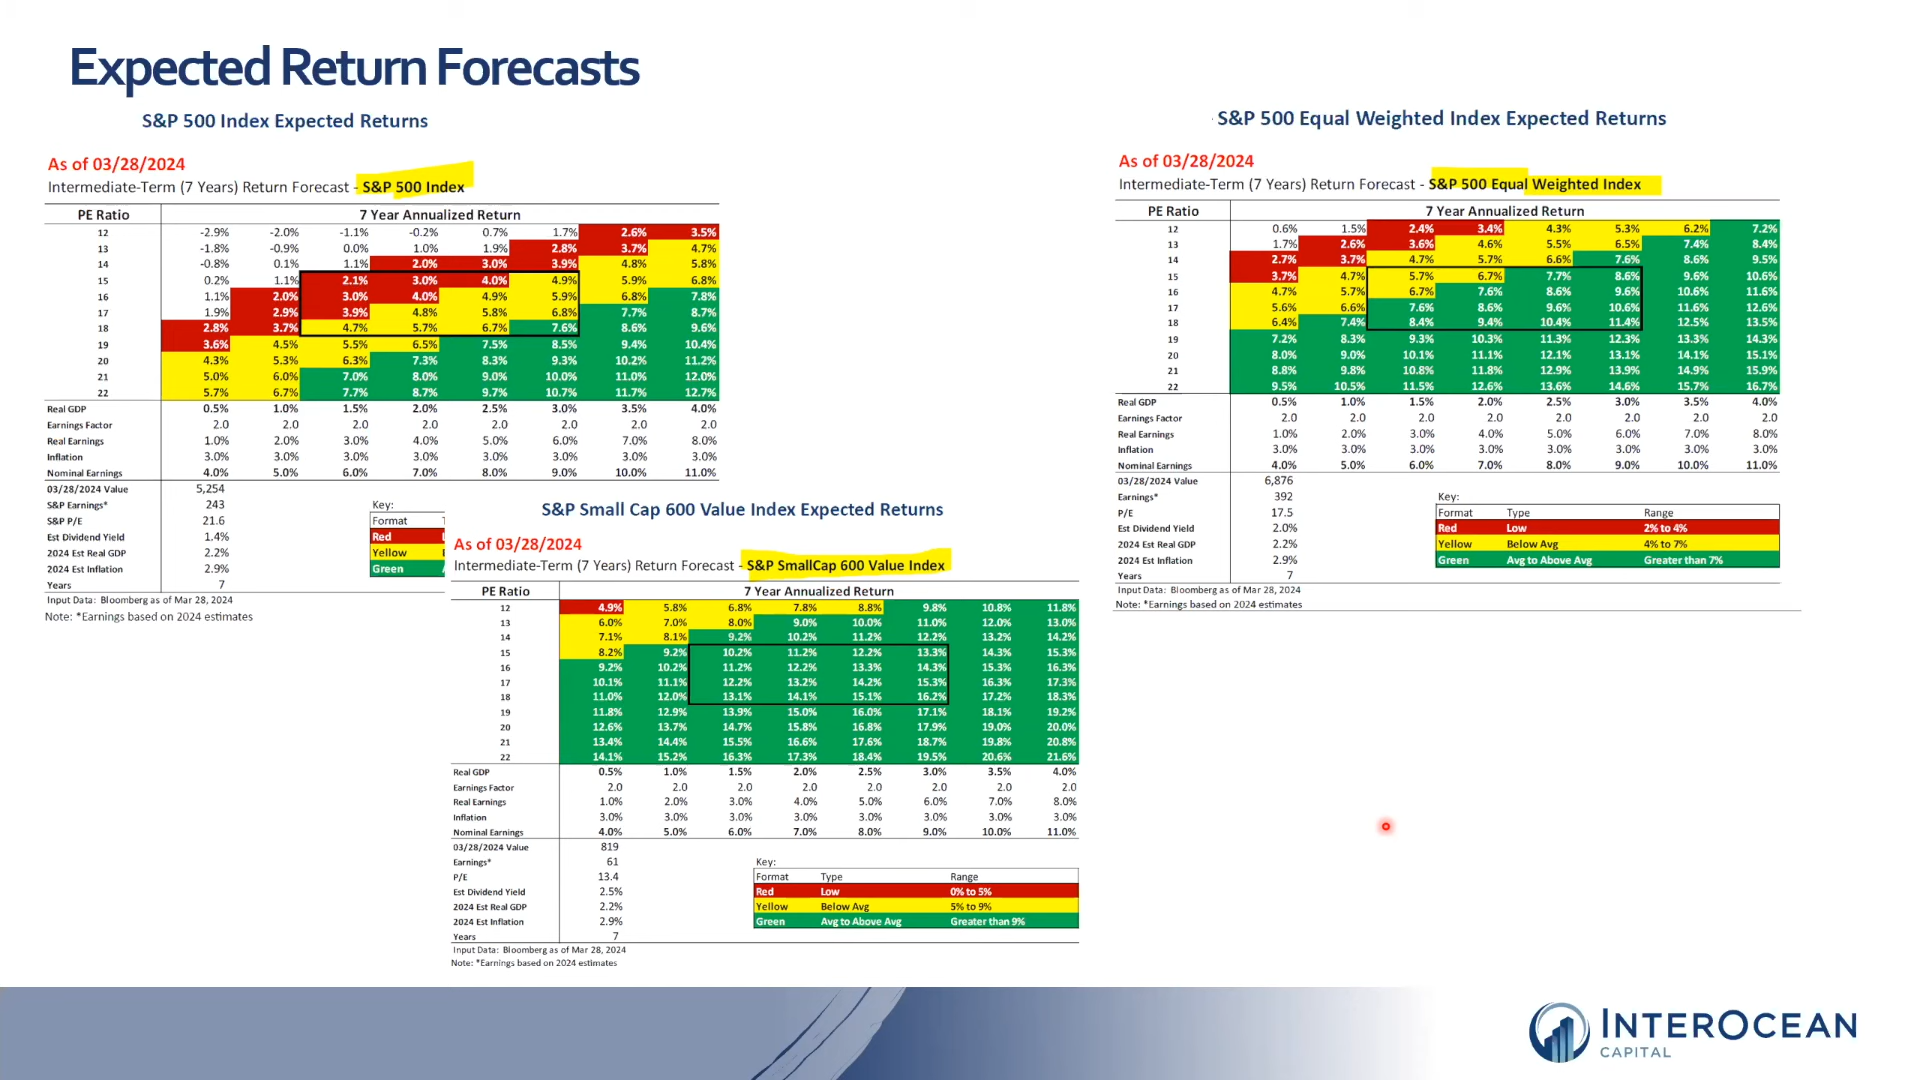 Expected Return Forecasts
S&P 500 Index Expected Returns
As of 03/28/2024
Intermediate-Term (7 Years) Return Forecast - S&P 500 Index
PE Ratio 7 Year Annualized Return
12 -2.9% -2.0% -1.1% -0.2% 0.7% 1.7% 2.6% 3.5%
13 -1.8% -0.9% 0.0% 1.0% 1.9% 2.8% 3.7% 4.7%
14 -0.8% 0.1% 1.1% 2.0% 3.0% 3.9% 4.8% 5.8%
15 0.2% 1.1% 2.1% 3.0% 4.0% 4.9% 5.9% 6.8%
16 1.1% 2.0% 3.0% 4.0% 4.9% 5.9% 6.8% 7.8%
17 1.9% 2.9% 3.9% 4.8% 5.8% 6.8% 7.7% 8.7%
18 2.8% 3.7% 4.7% 5.7% 6.7% 7.6% 8.6% 9.6%
19 3.6% 4.5% 5.5% 6.5% 7.5% 8.5% 9.4% 10.4%
20 4.3% 5.3% 6.3% 7.3% 8.3% 9.3% 10.2% 11.2%
21 5.0% 6.0% 7.0% 8.0% 9.0% 10.0% 11.0% 12.0%
22 5.7% 6.7% 7.7% 8.7% 9.7% 10.7% 11.7% 12.7%
Real GDP 0.5% 1.0% 1.5% 2.0% 2.5% 3.0% 3.5% 4.0%
Earnings Factor 2.0 2.0 2.0 2.0 2.0 2.0 2.0 2.0
Real Earnings 1.0% 2.0% 3.0% 4.0% 5.0% 6.0% 7.0% 8.0%
Inflation 3.0% 3.0% 3.0% 3.0% 3.0% 3.0% 3.0% 3.0%
Nominal Earnings 4.0% 5.0% 6.0% 7.0% 8.0% 9.0% 10.0% 11.0%
03/28/2024 Value 5,254
S&P Earnings* 243
S&P P/E 21.6
Est Dividend Yield 1.4%
2024 Est Real GDP 2.2%
2024 Est Inflation 2.9%
Years 7
Key:
Format
Red
Yellow
Green
Input Data: Bloomberg as of Mar 28, 2024
Note: *Earnings based on 2024 estimates
S&P Small Cap 600 Value Index Expected Returns
As of 03/28/2024
Intermediate-Term (7 Years) Return Forecast - S&P SmallCap 600 Value Index
PE Ratio 7 Year Annualized Return
12 4.9% 5.8% 6.8% 7.8% 8.8% 9.8% 10.8% 11.8%
13 6.0% 7.0% 8.0% 9.0% 10.0% 11.0% 12.0% 13.0%
14 7.1% 8.1% 9.2% 10.2% 11.2% 12.2% 13.2% 14.2%
15 8.2% 9.2% 10.2% 11.2% 12.2% 13.3% 14.3% 15.3%
16 9.2% 10.2% 11.2% 12.2% 13.3% 14.3% 15.3% 16.3%
17 10.1% 11.1% 12.2% 13.2% 14.2% 15.3% 16.3% 17.3%
18 11.0% 12.0% 13.1% 14.1% 15.1% 16.2% 17.2% 18.3%
19 11.8% 12.9% 13.9% 15.0% 16.0% 17.1% 18.1% 19.2%
20 12.6% 13.7% 14.7% 15.8% 16.8% 17.9% 19.0% 20.0%
21 13.4% 14.4% 15.5% 16.6% 17.6% 18.7% 19.8% 20.8%
22 14.1% 15.2% 16.3% 17.3% 18.4% 19.5% 20.6% 21.6%
Real GDP 0.5% 1.0% 1.5% 2.0% 2.5% 3.0% 3.5% 4.0%
Earnings Factor 2.0 2.0 2.0 2.0 2.0 2.0 2.0 2.0
Real Earnings 1.0% 2.0% 3.0% 4.0% 5.0% 6.0% 7.0% 8.0%
Inflation 3.0% 3.0% 3.0% 3.0% 3.0% 3.0% 3.0% 3.0%
Nominal Earnings 4.0% 5.0% 6.0% 7.0% 8.0% 9.0% 10.0% 11.0%
03/28/2024 Value 819
Earnings* 61
P/E 13.4
Est Dividend Yield 2.5%
2024 Est Real GDP 2.2%
2024 Est Inflation 2.9%
Years 7
Key:
Format Type Range
Red Low 0% to 5%
Yellow Below Avg 5% to 9%
Green Avg to Above Avg Greater than 9%
Input Data: Bloomberg as of Mar 28, 2024
Note: *Earnings based on 2024 estimates
S&P 500 Equal Weighted Index Expected Returns
As of 03/28/2024
Intermediate-Term (7 Years) Return Forecast - S&P 500 Equal Weighted Index
PE Ratio 7 Year Annualized Return
12 0.6% 1.5% 2.4% 3.4% 4.3% 5.3% 6.2% 7.2%
13 1.7% 2.6% 3.6% 4.6% 5.5% 6.5% 7.4% 8.4%
14 2.7% 3.7% 4.7% 5.7% 6.6% 7.6% 8.6% 9.5%
15 3.7% 4.7% 5.7% 6.7% 7.7% 8.6% 9.6% 10.6%
16 4.7% 5.7% 6.7% 7.6% 8.6% 9.6% 10.6% 11.6%
17 5.6% 6.6% 7.6% 8.6% 9.6% 10.6% 11.6% 12.6%
18 6.4% 7.4% 8.4% 9.4% 10.4% 11.4% 12.5% 13.5%
19 7.2% 8.3% 9.3% 10.3% 11.3% 12.3% 13.3% 14.3%
20 8.0% 9.0% 10.1% 11.1% 12.1% 13.1% 14.1% 15.1%
21 8.8% 9.8% 10.8% 11.8% 12.9% 13.9% 14.9% 15.9%
22 9.5% 10.5% 11.5% 12.6% 13.6% 14.6% 15.7% 16.7%
Real GDP 0.5% 1.0% 1.5% 2.0% 2.5% 3.0% 3.5% 4.0%
Earnings Factor 2.0 2.0 2.0 2.0 2.0 2.0 2.0 2.0
Real Earnings 1.0% 2.0% 3.0% 4.0% 5.0% 6.0% 7.0% 8.0%
Inflation 3.0% 3.0% 3.0% 3.0% 3.0% 3.0% 3.0% 3.0%
Nominal Earnings 4.0% 5.0% 6.0% 7.0% 8.0% 9.0% 10.0% 11.0%
03/28/2024 Value 6,876
Earnings* 392
P/E 17.5
Est Dividend Yield 2.0%
2024 Est Real GDP 2.2%
2024 Est Inflation 2.9%
Years 7
Key:
Format Type Range
Red Low 2% to 4%
Yellow Below Avg 4% to 7%
Green Avg to Above Avg Greater than 7%
Input Data: Bloomberg as of Mar 28, 2024
Note: *Earnings based on 2024 estimates
INTEROCEAN
CAPITAL